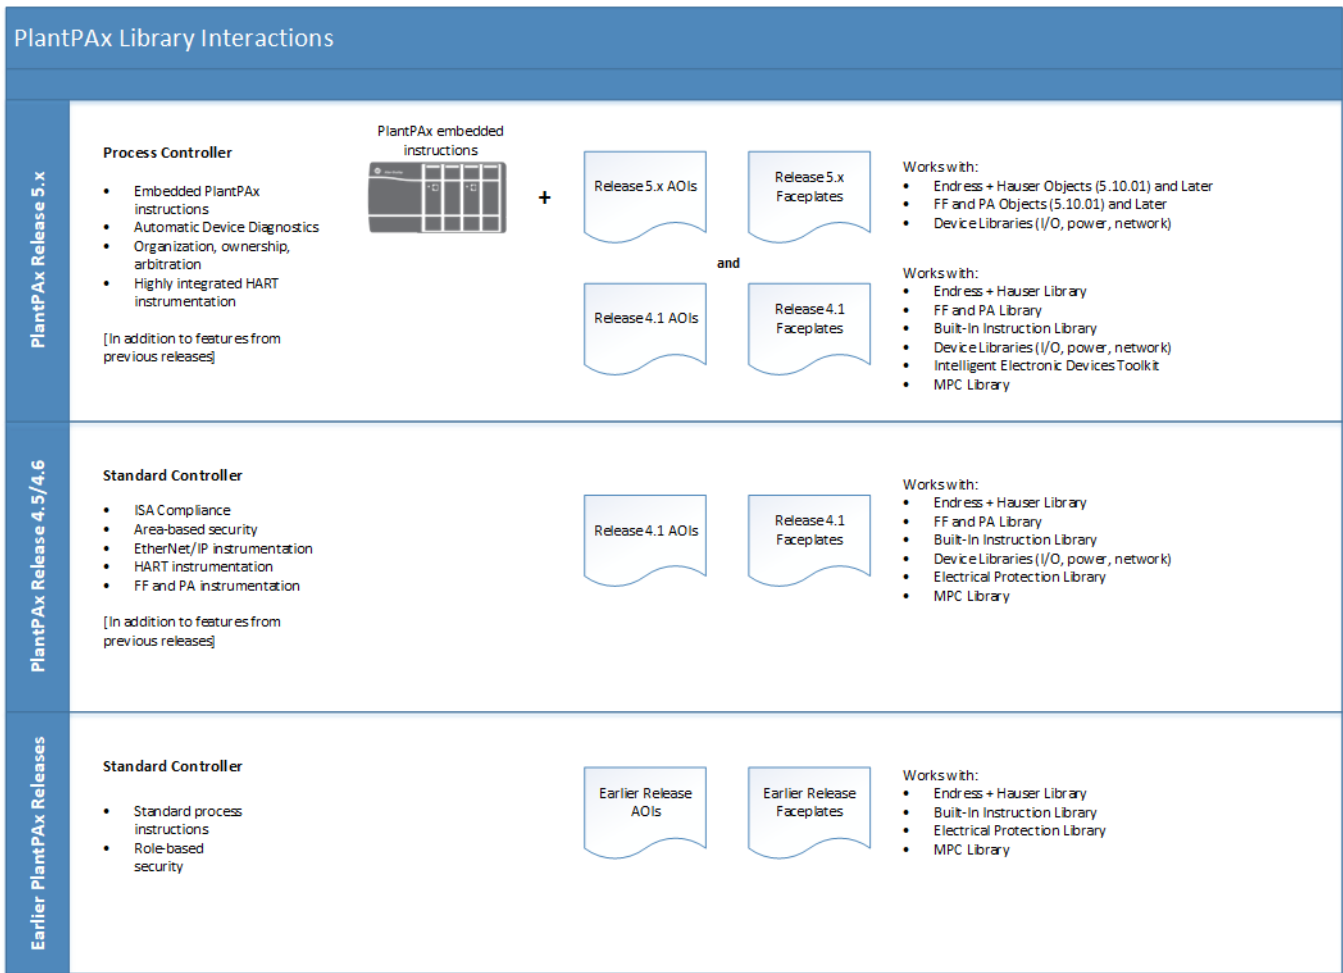 PlantPAx Library Interactions
PlantPAx Release 5.x
Process Controller
• Embedded PlantPAx
instructions
• Automatic Device Diagnostics
• Organization, ownership,
arbitration
• Highly integrated HART
instrumentation
[In addition to features from
previous releases]
PlantPAx embedded
instructions
+
Release 5.x AOIs
Release 5.x
Faceplates
Works with:
• Endress + Hauser Objects (5.10.01) and Later
• FF and PA Objects (5.10.01) and Later
• Device Libraries (I/O, power, network)
and
Release 4.1 AOIs
Release 4.1
Faceplates
Works with:
• Endress + Hauser Library
• FF and PA Library
• Built-In Instruction Library
• Device Libraries (I/O, power, network)
• Intelligent Electronic Devices Toolkit
• MPC Library
PlantPAx Release 4.5/4.6
Standard Controller
• ISA Compliance
• Area-based security
• EtherNet/IP instrumentation
• HART instrumentation
• FF and PA instrumentation
[In addition to features from
previous releases]
Release 4.1 AOIs
Release 4.1
Faceplates
Works with:
• Endress + Hauser Library
• FF and PA Library
• Built-In Instruction Library
• Device Libraries (I/O, power, network)
• Electrical Protection Library
• MPC Library
Earlier PlantPAx Releases
Standard Controller
• Standard process
instructions
• Role-based
security
Earlier Release
AOIs
Earlier Release
Faceplates
Works with:
• Endress + Hauser Library
• Built-In Instruction Library
• Electrical Protection Library
• MPC Library